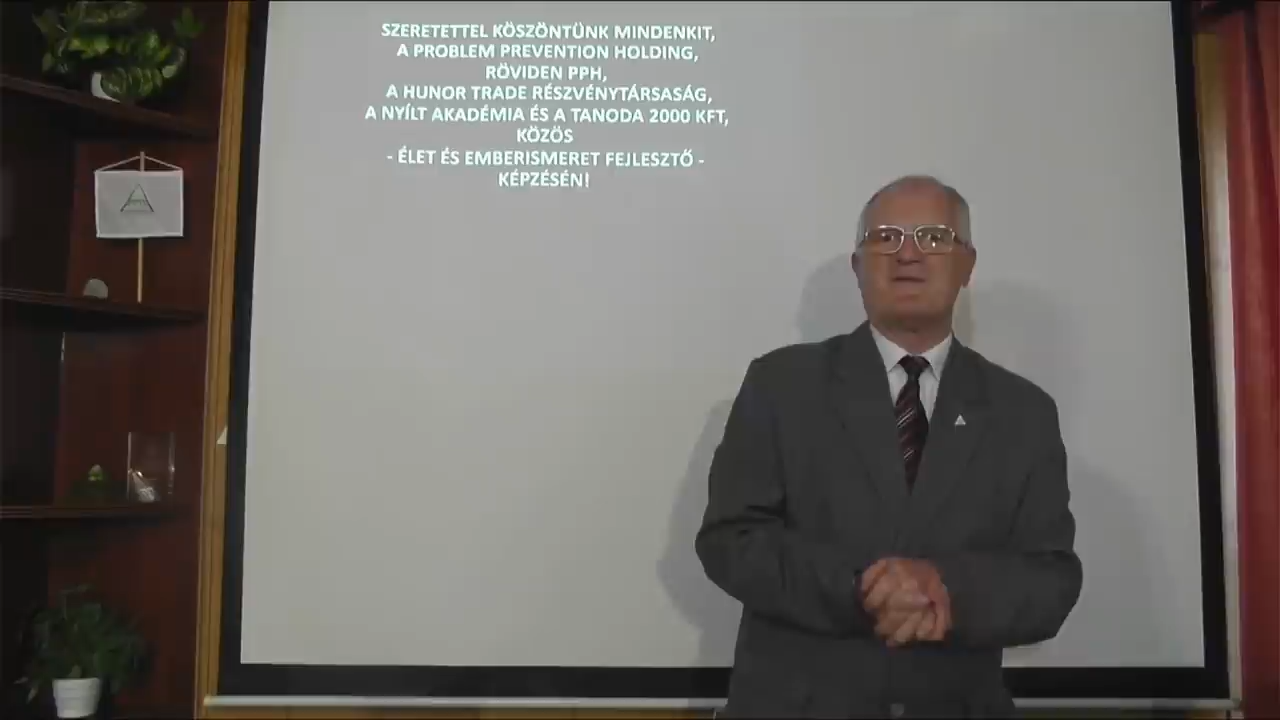 SZERETETTEL KÖSZÖNTÜNK MINDENKIT,
A PROBLEM PREVENTION HOLDING,
RÖVIDEN PPH,
A HUNOR TRADE RÉSZVÉNYTÁRSASÁG,
A NYÍLT AKADÉMIA ÉS A TANODA 2000 KFT,
KÖZÖS
- ÉLET ÉS EMBERISMERET FEJLESZTŐ -
KÉPZÉSÉN!